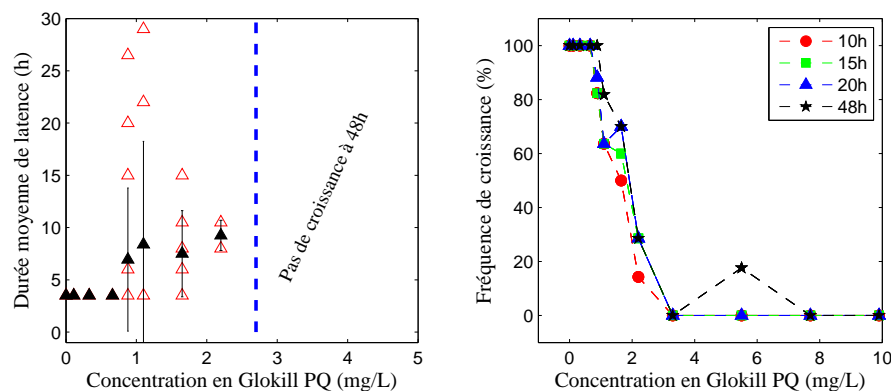 30
25
20
15
10
5
0
Durée moyenne de latence (h)
Pas de croissance à 48h
0 1 2 3 4 5
Concentration en Glokill PQ (mg/L)
100
80
60
40
20
0
Fréquence de croissance (%)
10h
15h
20h
48h
0 2 4 6 8 10
Concentration en Glokill PQ (mg/L)